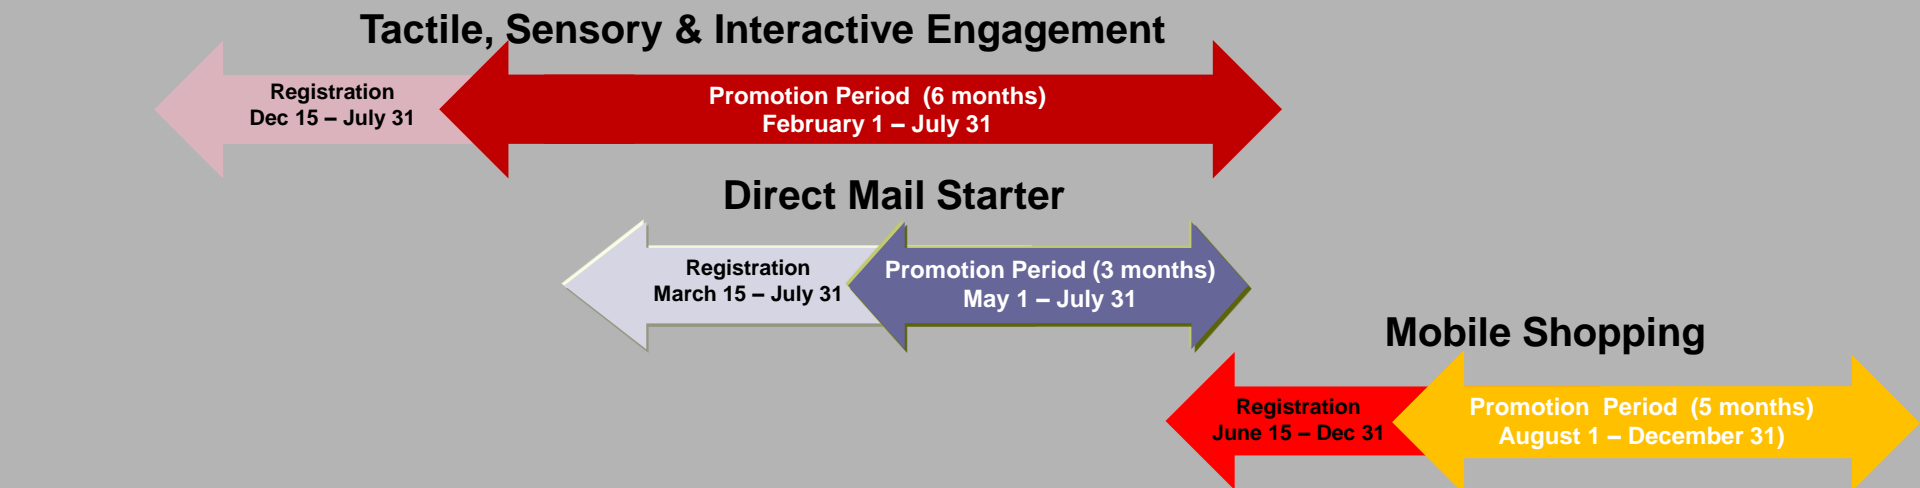 Tactile, Sensory & Interactive Engagement
Registration
Dec 15 – July 31
Promotion Period  (6 months)
February 1 – July 31
Direct Mail Starter
Registration
March 15 – July 31
Promotion Period (3 months)
May 1 – July 31
Mobile Shopping
Registration
June 15 – Dec 31
Promotion  Period  (5 months)
August 1 – December 31)